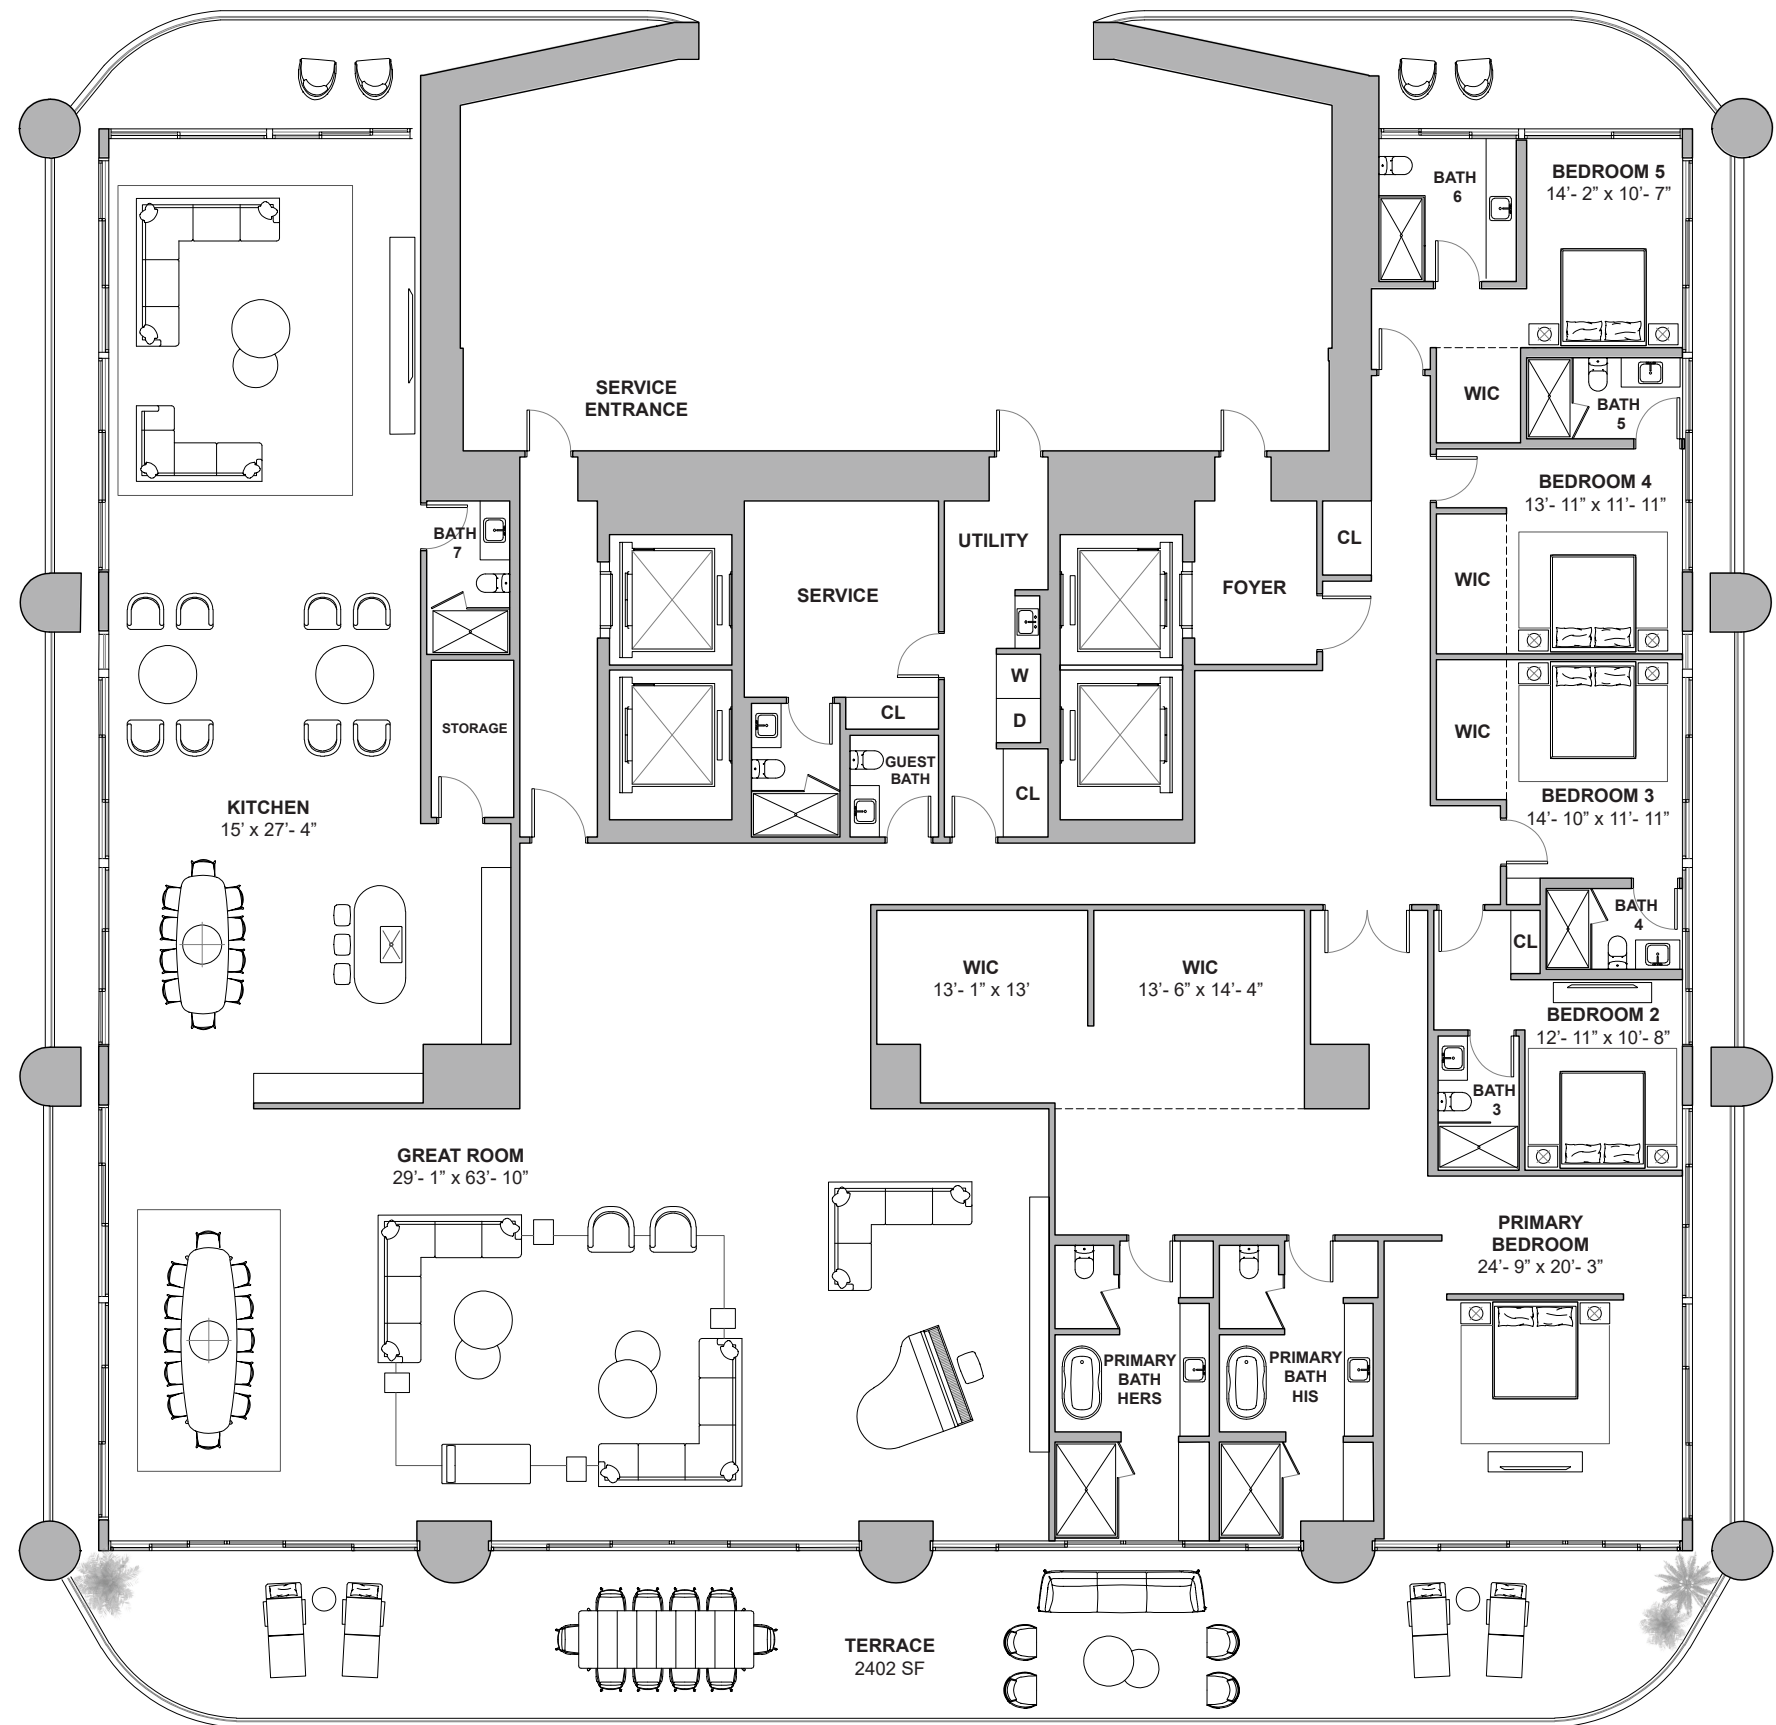 BEDROOM 5
14’- 2” x 10’- 7”
BATH
6
SERVICE
ENTRANCE
WIC
BATH
5
BEDROOM 4
13’- 11” x 11’- 11”
BATH
7
UTILITY
CL
SERVICE
FOYER
WIC
W
D
CL
STORAGE
WIC
GUEST
BATH
CL
KITCHEN
15’ x 27’- 4”
BEDROOM 3
14’- 10” x 11’- 11”
BATH
4
CL
WIC
13’- 1” x 13’
WIC
13’- 6” x 14’- 4”
BEDROOM 2
12’- 11” x 10’- 8”
BATH
3
GREAT ROOM
29’- 1” x 63’- 10”
PRIMARY
BEDROOM
24’- 9” x 20’- 3”
PRIMARY
BATH
HERS
PRIMARY
BATH
HIS
TERRACE
2402 SF